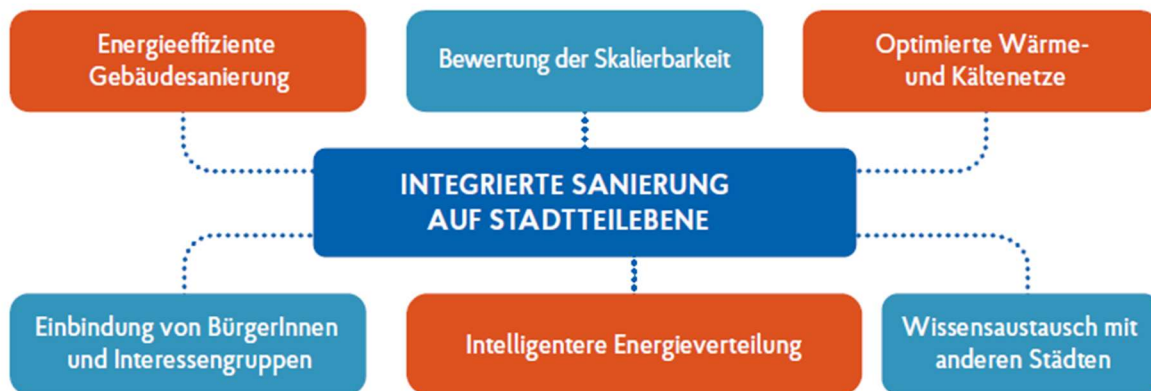 Energieeffiziente
Gebäudesanierung
Bewertung der Skalierbarkeit
Optimierte Wärme-
und Kältenetze
INTEGRIERTE SANIERUNG
AUF STADTTEILEBENE
Einbindung von BürgerInnen
und Interessengruppen
Intelligentere Energieverteilung
Wissensaustausch mit
anderen Städten